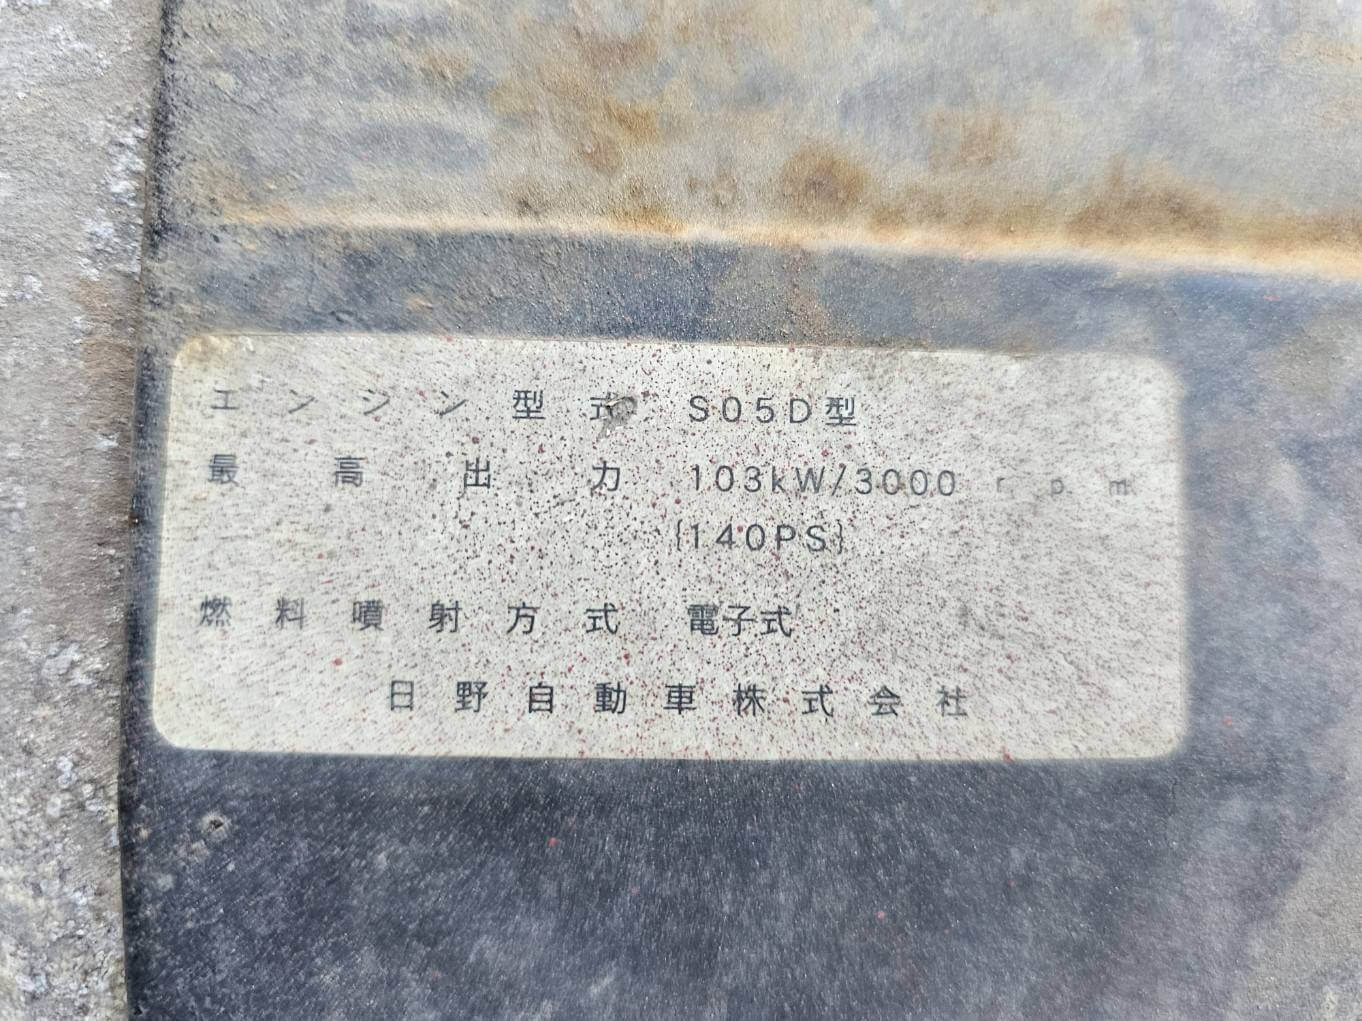 エンジン型式 S05D型
最高出力 103kW/3000rpm
{140PS}
燃料噴射方式 電子式
日野自動車株式会社